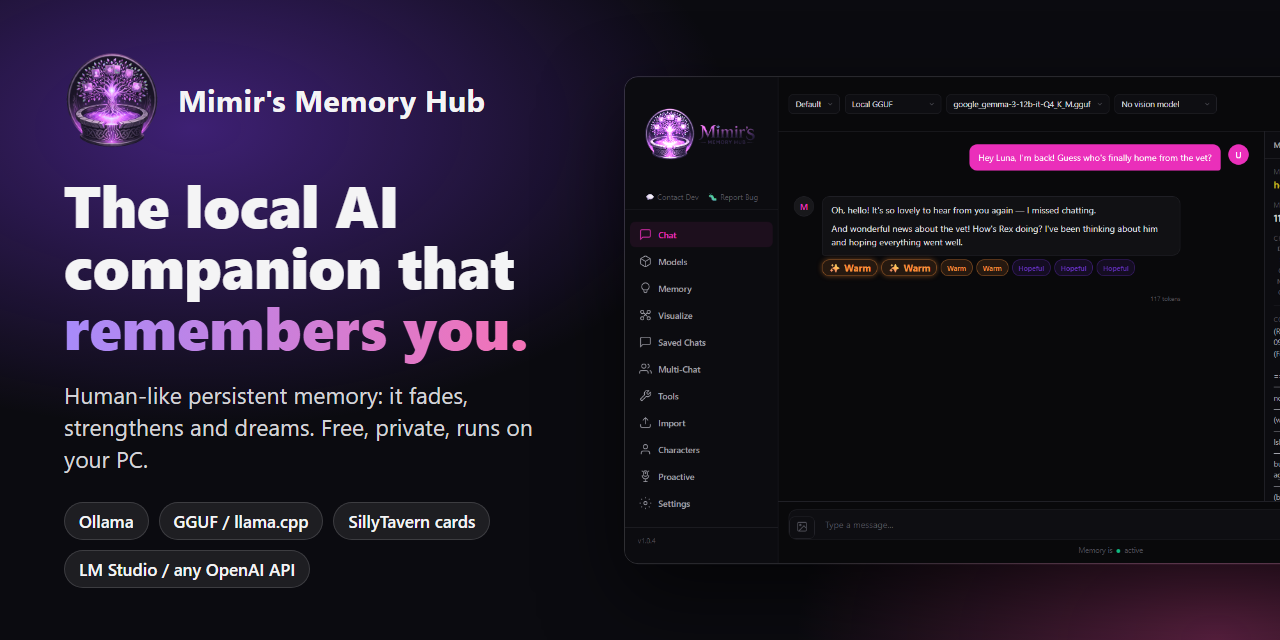 Mimir's Memory Hub
The local AI
companion that
remembers you.
Human-like persistent memory: it fades,
strengthens and dreams. Free, private, runs on
your PC.
Ollama
GGUF / llama.cpp
SillyTavern cards
LM Studio / any OpenAI API
Mimir's
MEMORY HUB
Contact Dev
Report Bug
Chat
Models
Memory
Visualize
Saved Chats
Multi-Chat
Tools
Import
Characters
Proactive
Settings
v1.0.4
Default
Local GGUF
google_gemma-3-12b-it-Q4_K_M.gguf
No vision model
Hey Luna, I'm back! Guess who's finally home from the vet?
U
M
Oh, hello! It's so lovely to hear from you again — I missed chatting.
And wonderful news about the vet! How's Rex doing? I've been thinking about him
and hoping everything went well.
✨ Warm
✨ Warm
Warm
Warm
Hopeful
Hopeful
Hopeful
117 tokens
Type a message...
Memory is ● active